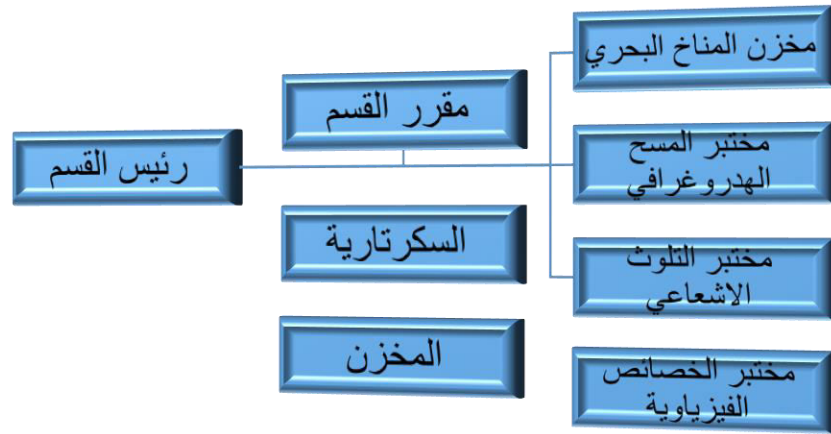 رئيس القسم
مقرر القسم
السكرتارية
المخزن
مخزن المناخ البحري
مختبر المسح
الهدروغرافي
مختبر التلوث
الاشعاعي
مختبر الخصائص
الفيزياوية